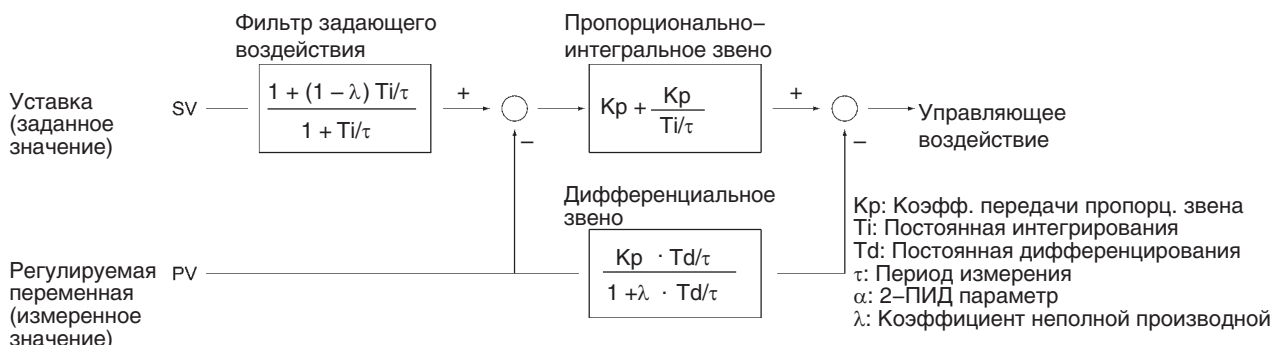 Фильтр задающего
воздействия
Пропорционально–
интегральное звено
Уставка
(заданное
значение)
SV
1 + (1 – λ) Ti/τ
1 + Ti/τ
+
–
Kp + Kp
Ti/τ
+
–
Управляющее
воздействие
Дифференциальное
звено
Регулируемая
переменная
(измеренное
значение)
PV
Kp · Td/τ
1 +λ · Td/τ
Kp: Коэфф. передачи пропорц. звена
Ti: Постоянная интегрирования
Td: Постоянная дифференцирования
τ: Период измерения
α: 2–ПИД параметр
λ: Коэффициент неполной производной